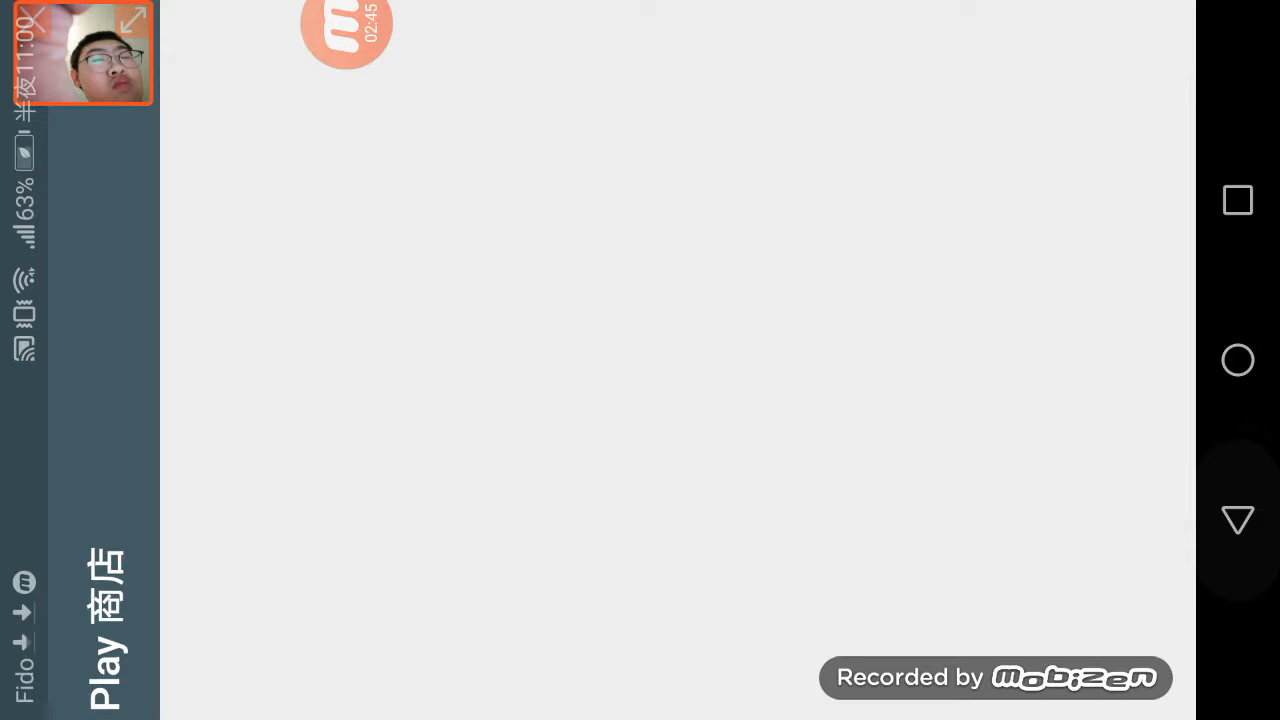 Fido
63%
半夜11:00
Play 商店
m
02:45
Recorded by mobizen